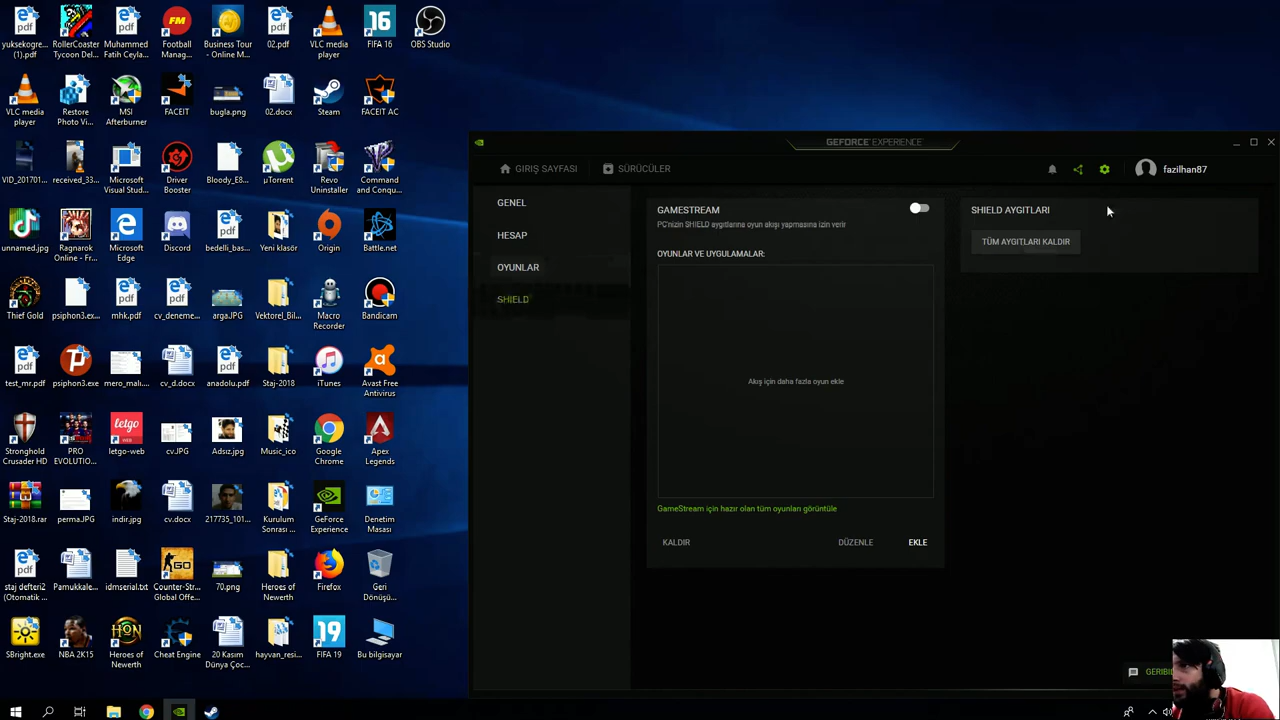 yuksekogre...
(1).pdf
RollerCoaster
Tycoon Del...
Muhammed
Fatih Ceyla...
Football
Manag...
Business Tour
- Online M...
02.pdf
VLC media
player
FIFA 16
OBS Studio
VLC media
player
Restore
Photo Vi...
MSI
Afterburner
FACEIT
bugla.png
02.docx
Steam
FACEIT AC
VID_201701...
received_33...
Microsoft
Visual Stud...
Driver
Booster
Bloody_E8...
µTorrent
Revo
Uninstaller
Command
and Conqu...
unnamed.jpg
Ragnarok
Online - Fr...
Microsoft
Edge
Discord
bedelli_bas...
Yeni klasör
Origin
Battle.net
Thief Gold
psiphon3.ex...
mhk.pdf
cv_deneme...
arga.JPG
Vektorel_Bil...
Macro
Recorder
Bandicam
test_mr.pdf
psiphon3.exe
mero_malı...
cv_d.docx
anadolu.pdf
Staj-2018
iTunes
Avast Free
Antivirus
Stronghold
Crusader HD
PRO
EVOLUTIO...
letgo-web
cv.JPG
Adsız.jpg
Music_ico
Google
Chrome
Apex
Legends
Staj-2018.rar
perma.JPG
indir.jpg
cv.docx
217735_101...
Kurulum
Sonrası ...
GeForce
Experience
Denetim
Masası
staj defteri2
(Otomatik ...
Pamukkale...
idmserial.txt
Counter-Str...
Global Offe...
70.png
Heroes of
Newerth
Firefox
Geri
Dönüşü...
SBright.exe
NBA 2K15
Heroes of
Newerth
Cheat Engine
20 Kasım
Dünya Çoc...
hayvan_resi...
FIFA 19
Bu bilgisayar
GEFORCE EXPERIENCE
GIRIŞ SAYFASI
SÜRÜCÜLER
fazilhan87
GENEL
HESAP
OYUNLAR
SHIELD
GAMESTREAM
PC'nizin SHIELD aygıtlarına oyun akışı yapmasına izin verir
OYUNLAR VE UYGULAMALAR:
Akış için daha fazla oyun ekle
GameStream için hazır olan tüm oyunları görüntüle
KALDIR
DÜZENLE
EKLE
SHIELD AYGITLARI
TÜM AYGITLARI KALDIR